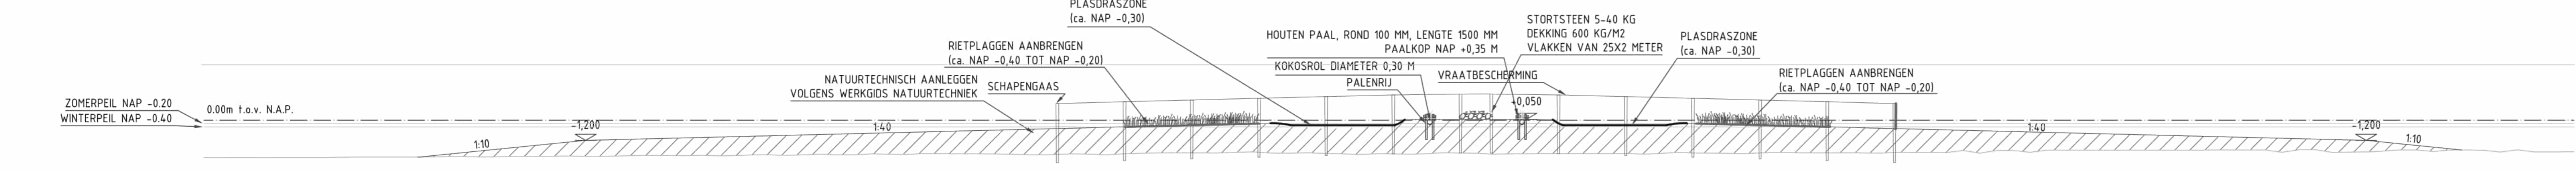 PLASDRASZONE
(ca. NAP -0,30)
RIETPLAGGEN AANBRENGEN
(ca. NAP -0,40 TOT NAP -0,20)
NATUURTECHNISCH AANLEGGEN
VOLGENS WERKGIDS NATUURTECHNIEK
SCHAPENGAAS
HOUTEN PAAL, ROND 100 MM, LENGTE 1500 MM
PAALKOP NAP +0,35 M
KOKOSROL DIAMETER 0,30 M
PALENRIJ
VRAATBESCHERMING
STORTSTEEN 5-40 KG
DEKKING 600 KG/M2
VLAKKEN VAN 25X2 METER
PLASDRASZONE
(ca. NAP -0,30)
RIETPLAGGEN AANBRENGEN
(ca. NAP -0,40 TOT NAP -0,20)
ZOMERPEIL NAP -0.20
WINTERPEIL NAP -0.40
0.00m t.o.v. N.A.P.
+0,050
-1,200
1:40
1:10
1:40
-1,200
1:10